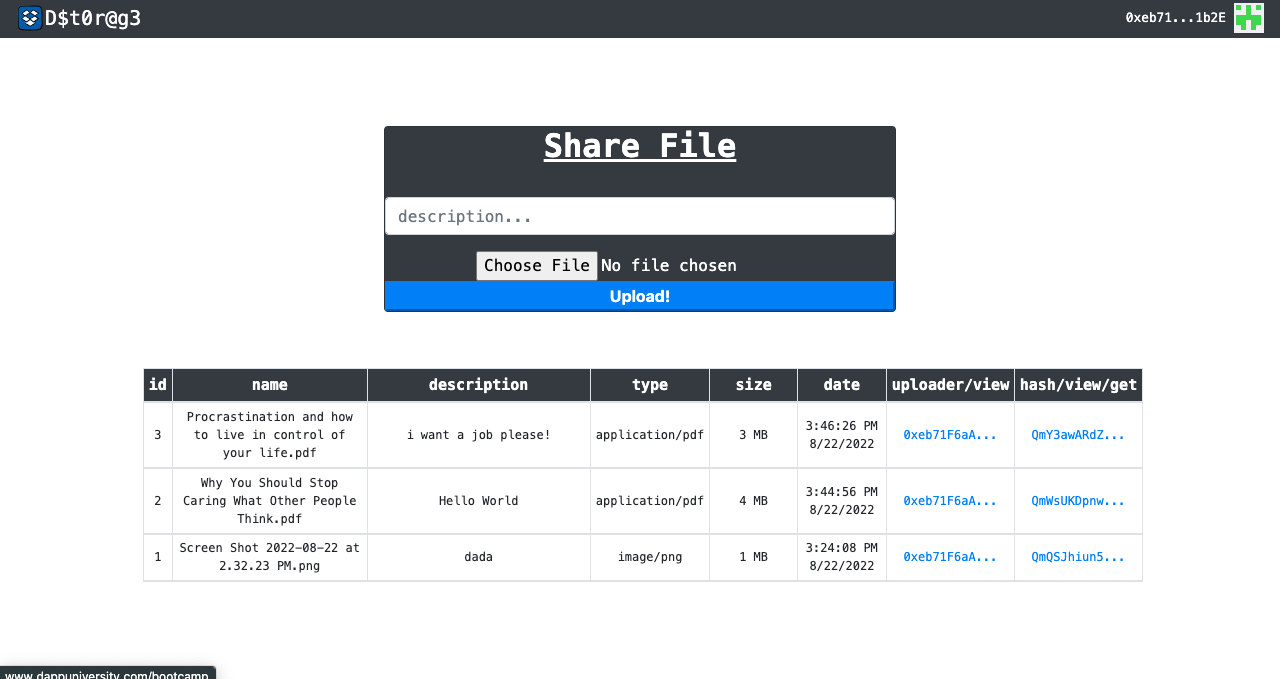 D$t0r@g3 0xeb71...1b2E
Share File
description...
Choose File No file chosen
Upload!
id name description type size date uploader/view hash/view/get
3 Procrastination and how to live in control of your life.pdf i want a job please! application/pdf 3 MB 3:46:26 PM 8/22/2022 0xeb71F6aA... QmY3awARdZ...
2 Why You Should Stop Caring What Other People Think.pdf Hello World application/pdf 4 MB 3:44:56 PM 8/22/2022 0xeb71F6aA... QmWsUKDpnw...
1 Screen Shot 2022-08-22 at 2.32.23 PM.png dada image/png 1 MB 3:24:08 PM 8/22/2022 0xeb71F6aA... QmQSJhiun5...
www.dappuniversity.com/bootcamp